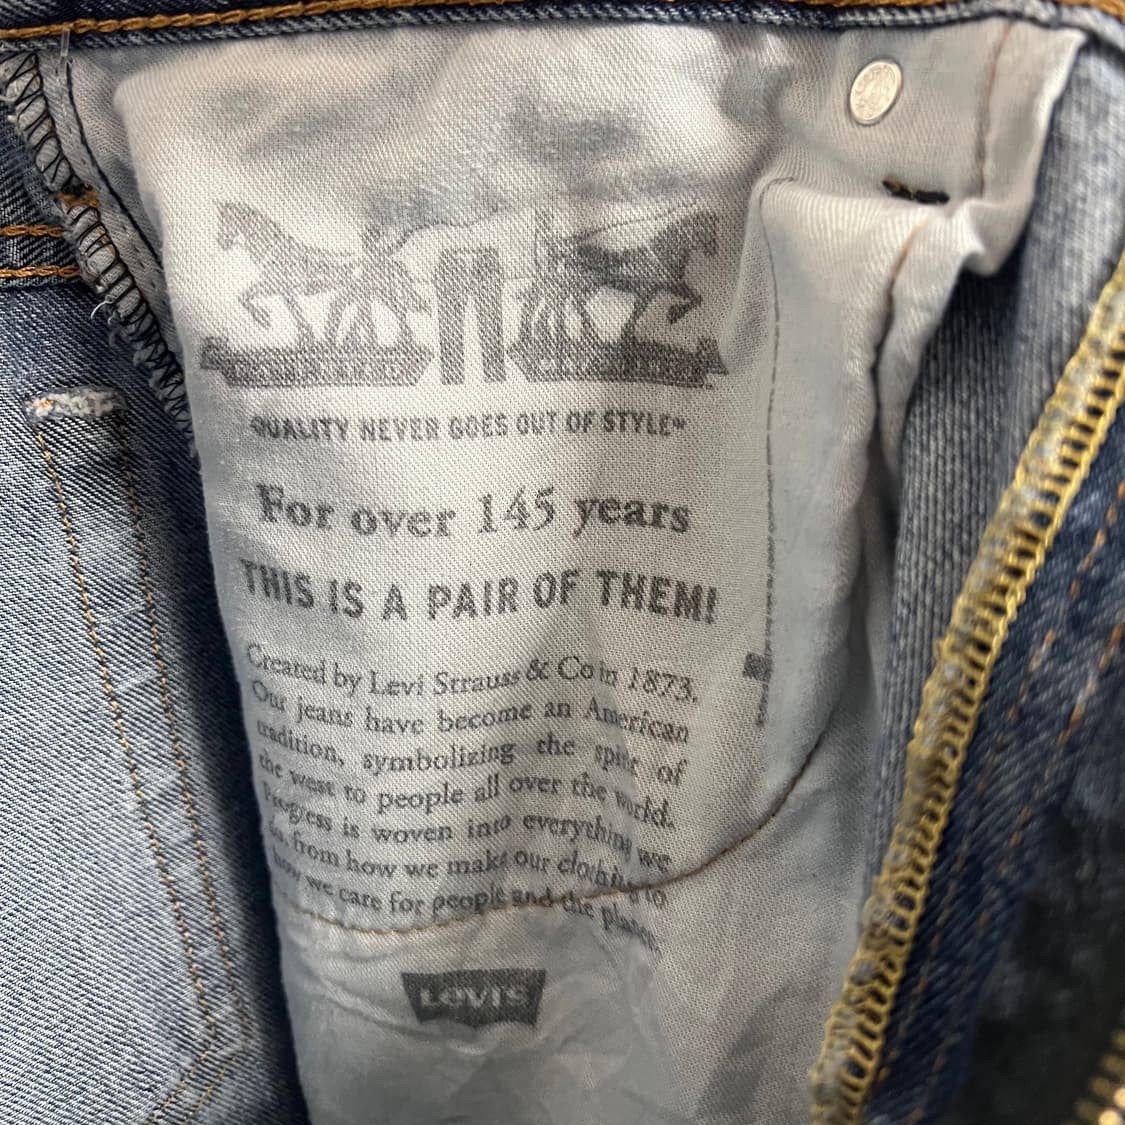 QUALITY NEVER GOES OUT OF STYLE™
For over 145 years
THIS IS A PAIR OF THEM!
Created by Levi Strauss & Co in 1873.
Our jeans have become an American
tradition, symbolizing the spirit of
the west to people all over the world.
Progress is woven into everything we
do, from how we make our clothing to
how we care for people and the planet.
LEVI'S